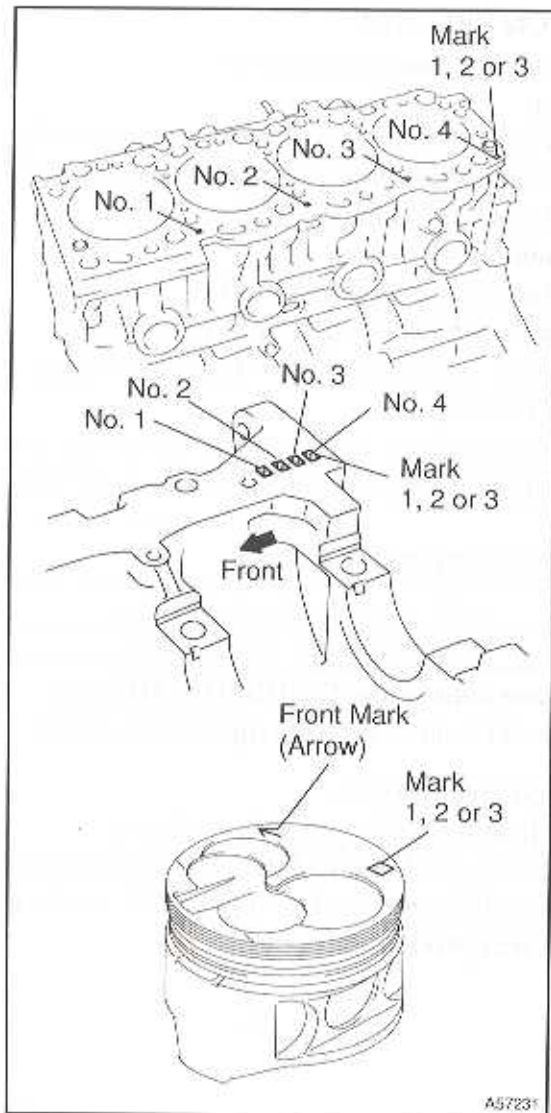 Mark
1, 2 or 3
No. 4
No. 3
No. 2
No. 1
No. 3
No. 2
No. 1
No. 4
Mark
1, 2 or 3
Front
Front Mark
(Arrow)
Mark
1, 2 or 3
A57231